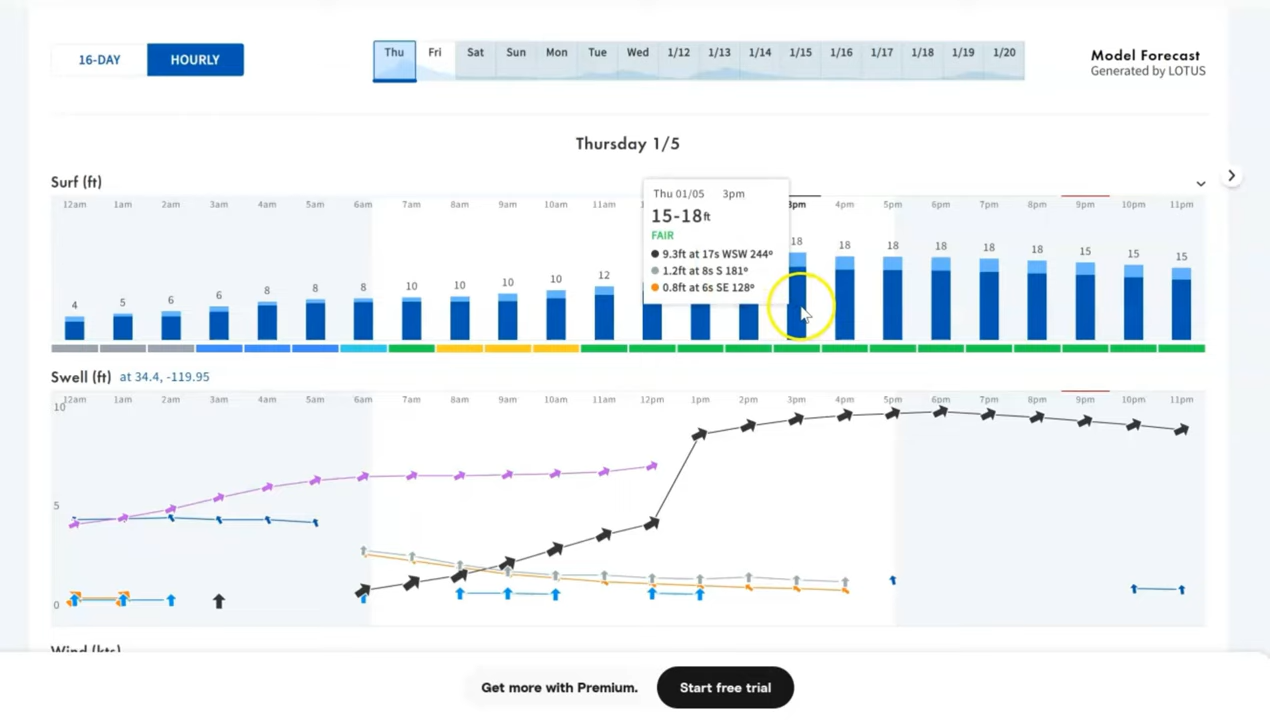 16-DAY
HOURLY
Thu Fri Sat Sun Mon Tue Wed 1/12 1/13 1/14 1/15 1/16 1/17 1/18 1/19 1/20
Model Forecast
Generated by LOTUS
Thursday 1/5
Surf (ft)
12am 1am 2am 3am 4am 5am 6am 7am 8am 9am 10am 11am 3pm 4pm 5pm 6pm 7pm 8pm 9pm 10pm 11pm
Thu 01/05 3pm
15-18ft
FAIR
9.3ft at 17s WSW 244º
1.2ft at 8s S 181º
0.8ft at 6s SE 128º
4 5 6 6 8 8 8 10 10 10 10 12 18 18 18 18 18 18 15 15 15
Swell (ft) at 34.4, -119.95
12am 1am 2am 3am 4am 5am 6am 7am 8am 9am 10am 11am 12pm 1pm 2pm 3pm 4pm 5pm 6pm 7pm 8pm 9pm 10pm 11pm
10
5
0
Wind (kts)
Get more with Premium.
Start free trial